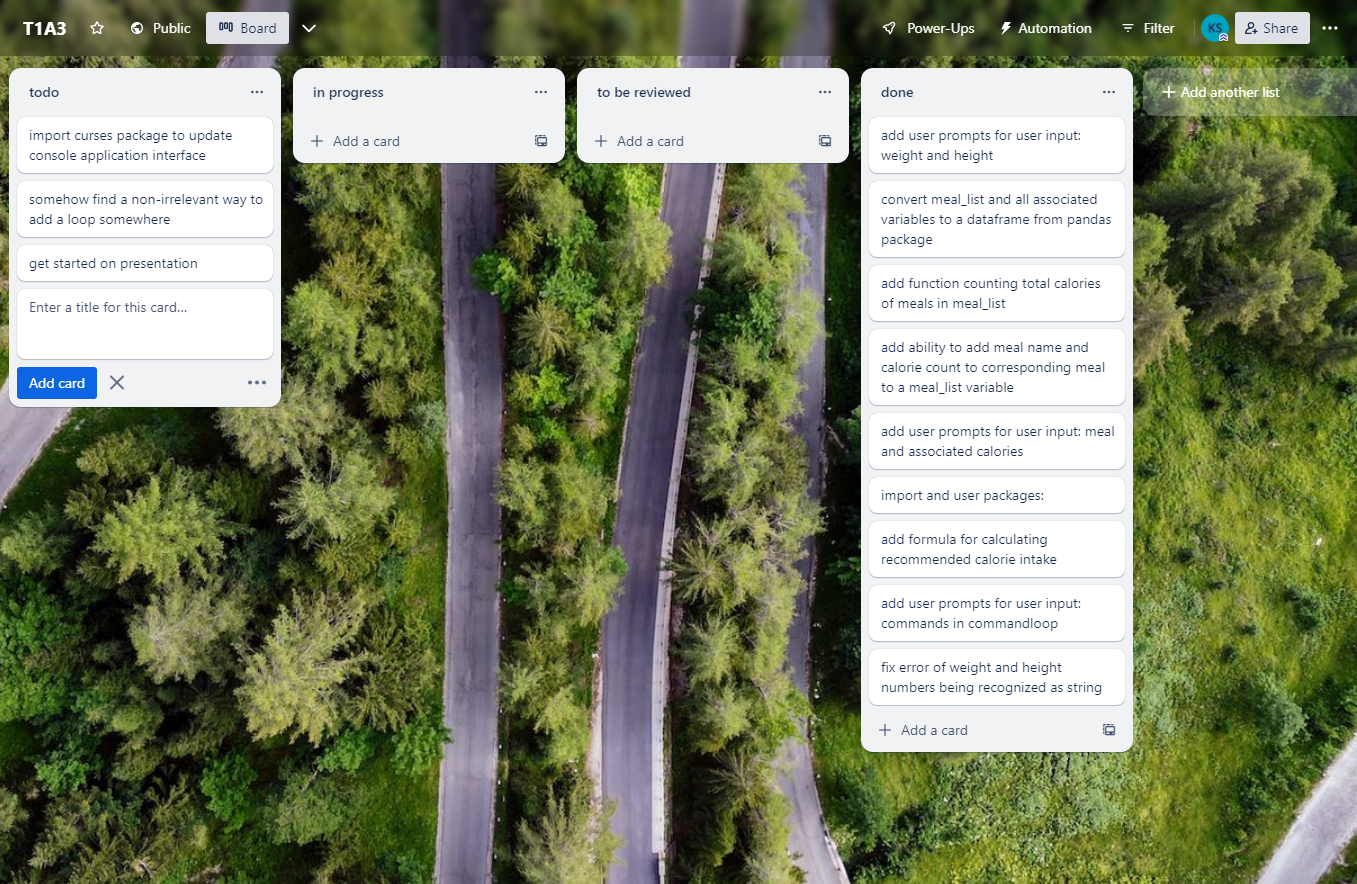 T1A3
Public
Board
Power-Ups
Automation
Filter
KS
Share
todo
import curses package to update
console application interface
somehow find a non-irrelevant way to
add a loop somewhere
get started on presentation
Enter a title for this card...
Add card
in progress
Add a card
to be reviewed
Add a card
done
add user prompts for user input:
weight and height
convert meal_list and all associated
variables to a dataframe from pandas
package
add function counting total calories
of meals in meal_list
add ability to add meal name and
calorie count to corresponding meal
to a meal_list variable
add user prompts for user input: meal
and associated calories
import and user packages:
add formula for calculating
recommended calorie intake
add user prompts for user input:
commands in commandloop
fix error of weight and height
numbers being recognized as string
Add a card
Add another list